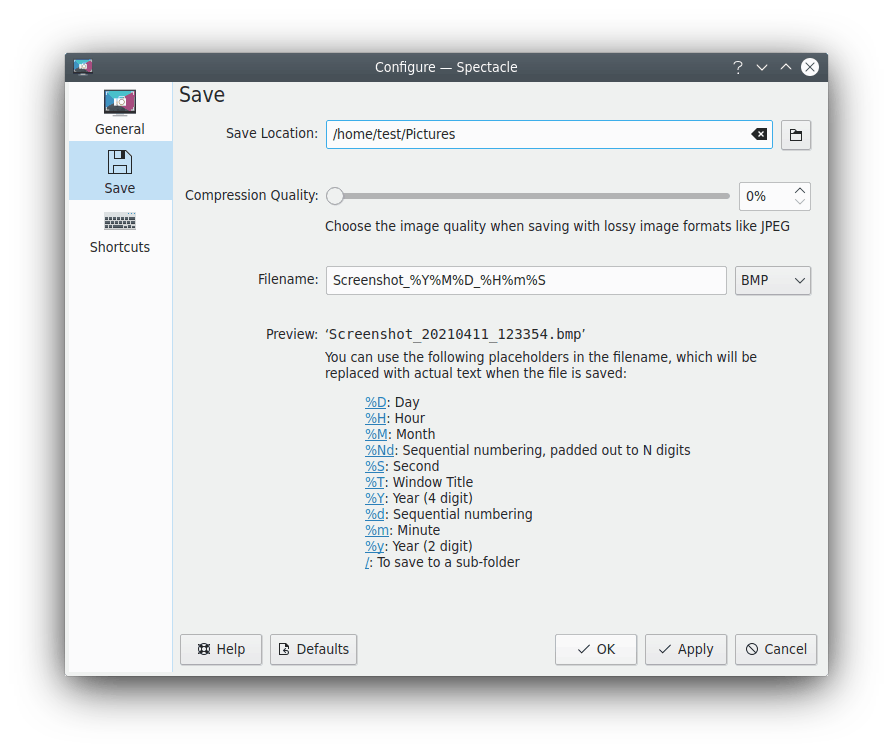 Configure — Spectacle
General
Save
Shortcuts
Save
Save Location: /home/test/Pictures
Compression Quality: 0%
Choose the image quality when saving with lossy image formats like JPEG
Filename: Screenshot_%Y%M%D_%H%m%S BMP
Preview: ‘Screenshot_20210411_123354.bmp’
You can use the following placeholders in the filename, which will be
replaced with actual text when the file is saved:
%D: Day
%H: Hour
%M: Month
%Nd: Sequential numbering, padded out to N digits
%S: Second
%T: Window Title
%Y: Year (4 digit)
%d: Sequential numbering
%m: Minute
%y: Year (2 digit)
/: To save to a sub-folder
Help Defaults OK Apply Cancel